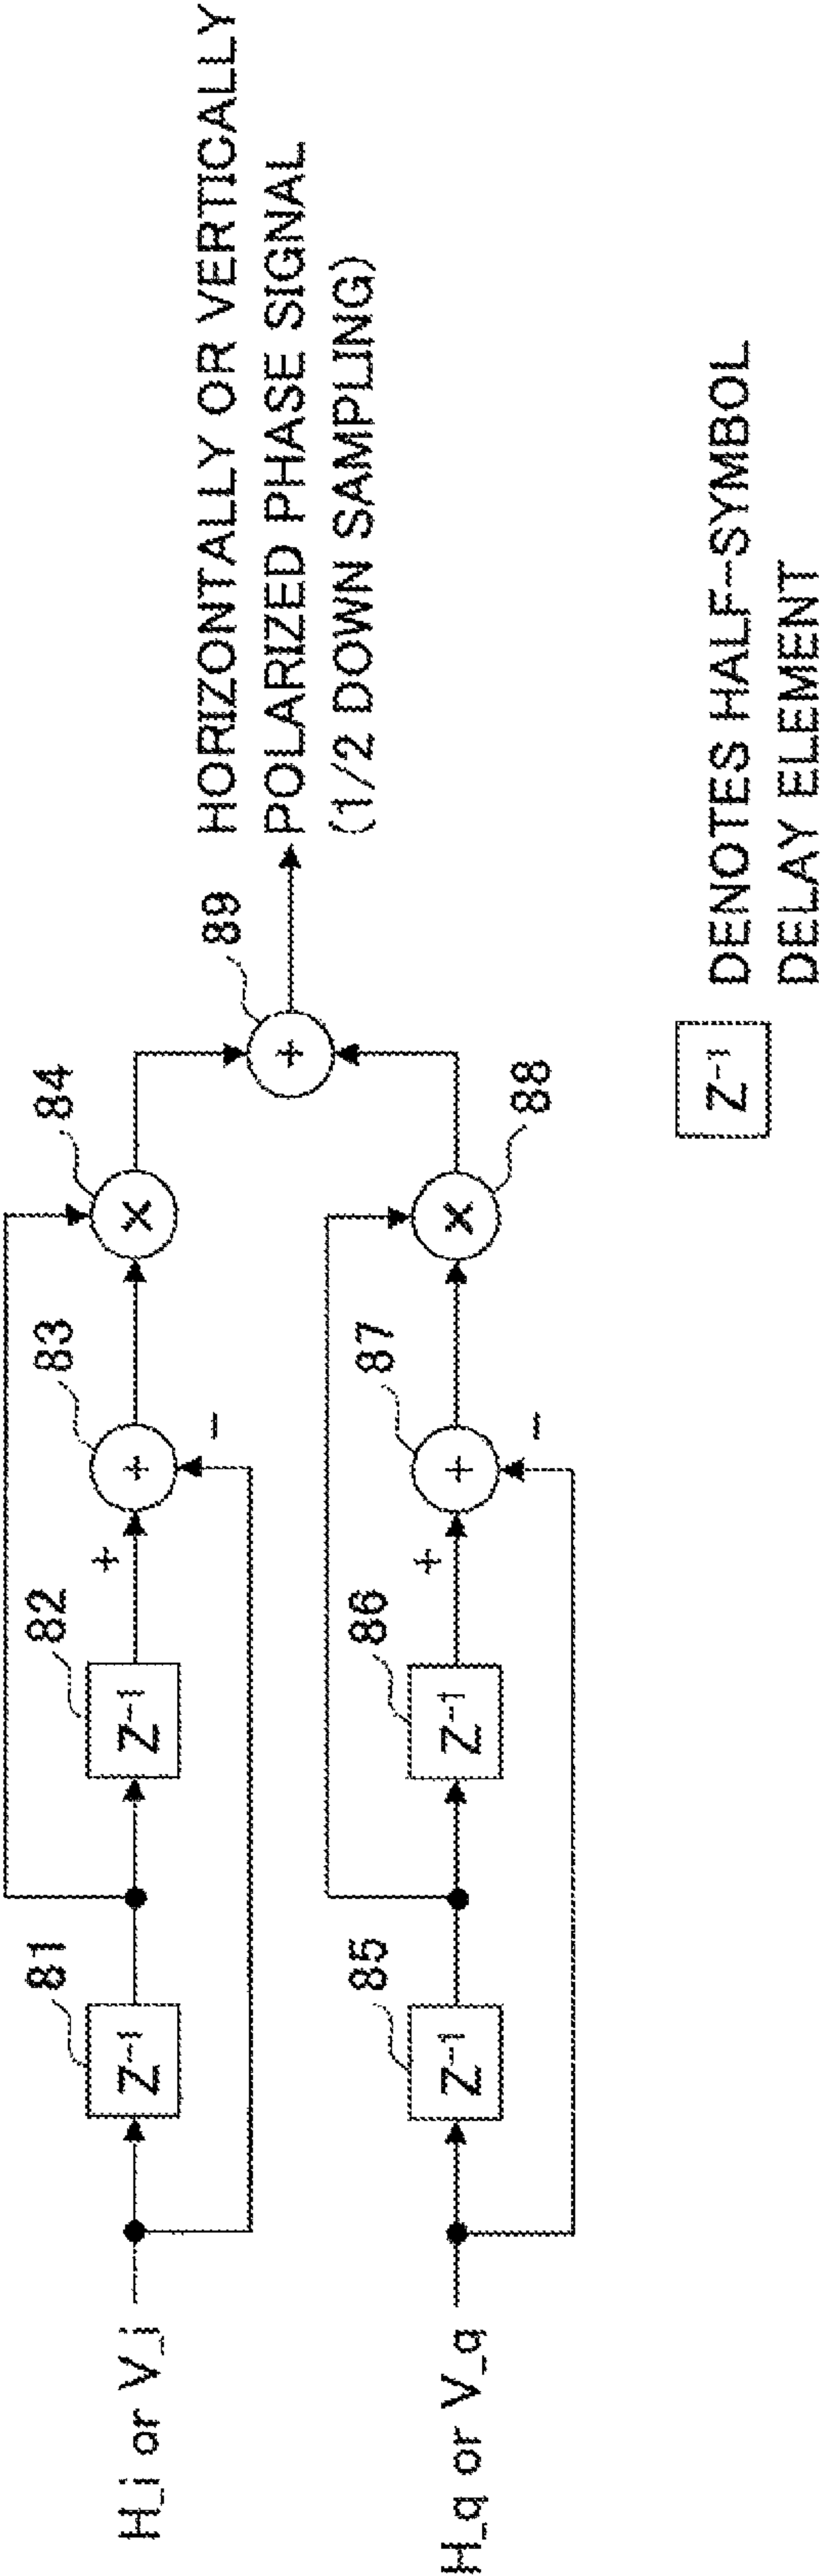 H_i or V_i
81
Z⁻¹
82
Z⁻¹
+
83
+
−
84
×
89
+
HORIZONTALLY OR VERTICALLY
POLARIZED PHASE SIGNAL
(1/2 DOWN SAMPLING)
H_q or V_q
85
Z⁻¹
86
Z⁻¹
+
87
+
−
88
×
Z⁻¹
DENOTES HALF-SYMBOL
DELAY ELEMENT